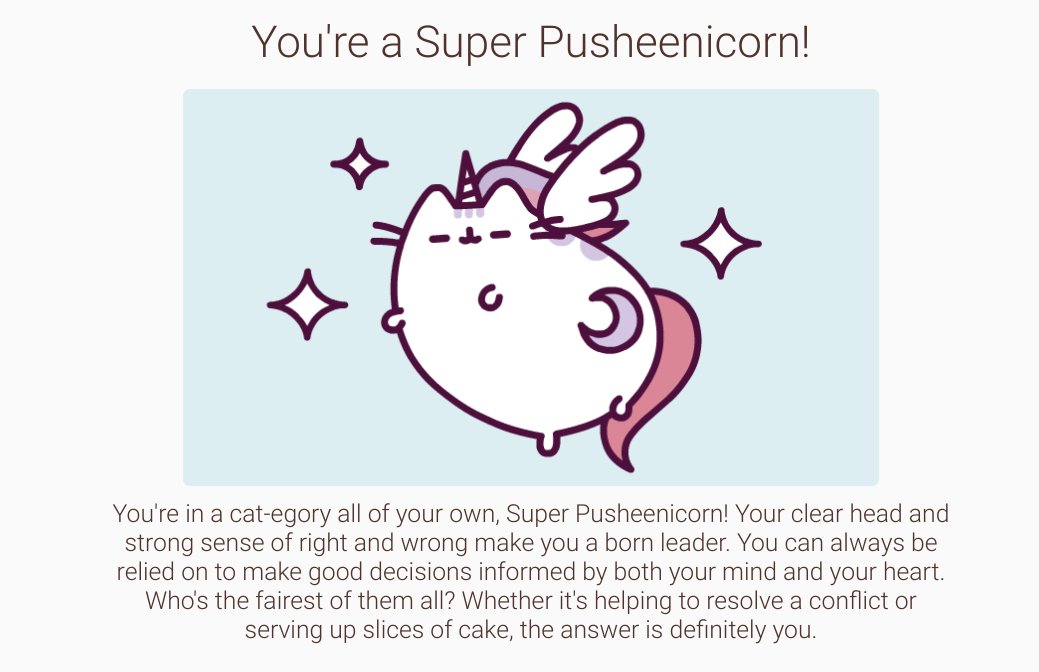 You're a Super Pusheenicorn!
You're in a cat-egory all of your own, Super Pusheenicorn! Your clear head and
strong sense of right and wrong make you a born leader. You can always be
relied on to make good decisions informed by both your mind and your heart.
Who's the fairest of them all? Whether it's helping to resolve a conflict or
serving up slices of cake, the answer is definitely you.